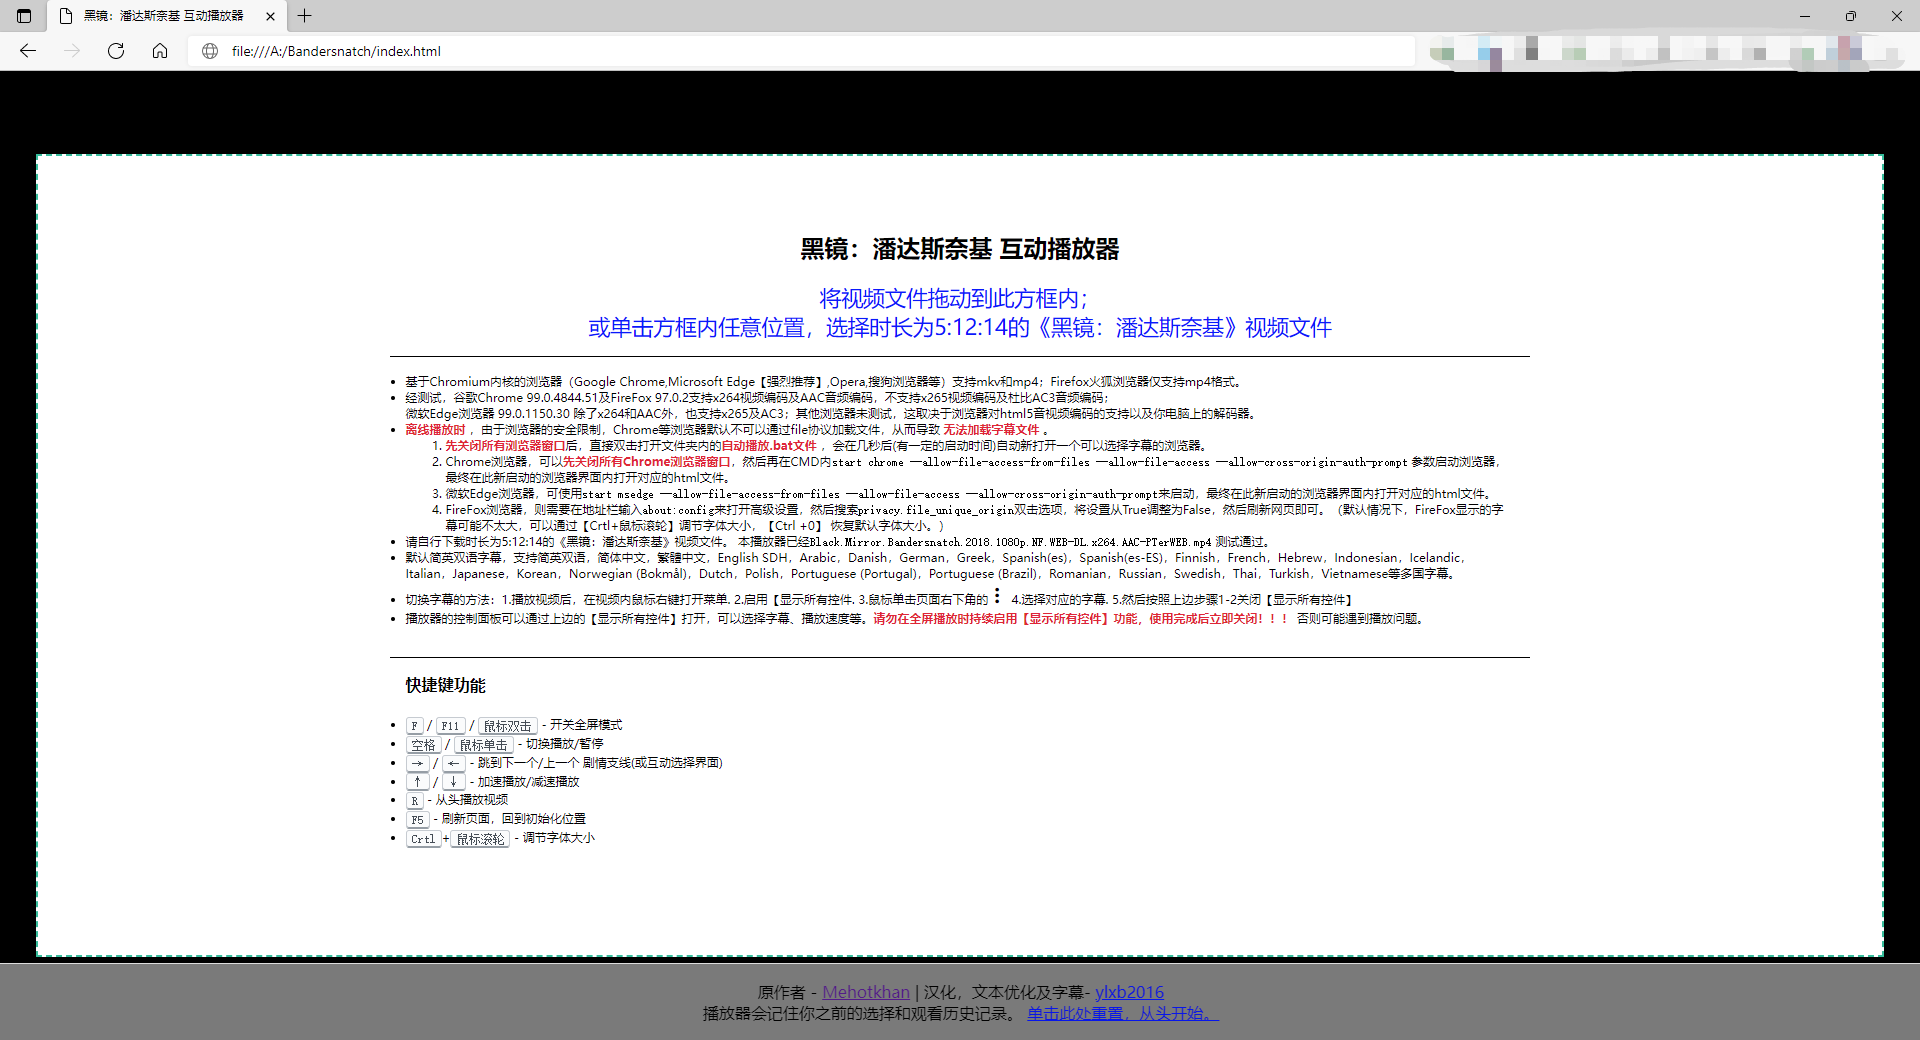 黑镜：潘达斯奈基 互动播放器
file:///A:/Bandersnatch/index.html
黑镜：潘达斯奈基 互动播放器
将视频文件拖动到此方框内；
或单击方框内任意位置，选择时长为5:12:14的《黑镜：潘达斯奈基》视频文件
基于Chromium内核的浏览器（Google Chrome,Microsoft Edge【强烈推荐】,Opera,搜狗浏览器等）支持mkv和mp4；Firefox火狐浏览器仅支持mp4格式。
经测试，谷歌Chrome 99.0.4844.51及FireFox 97.0.2支持x264视频编码及AAC音频编码，不支持x265视频编码及杜比AC3音频编码；
微软Edge浏览器 99.0.1150.30 除了x264和AAC外，也支持x265及AC3；其他浏览器未测试，这取决于浏览器对html5音视频编码的支持以及你电脑上的解码器。
离线播放时 ，由于浏览器的安全限制，Chrome等浏览器默认不可以通过file协议加载文件，从而导致 无法加载字幕文件 。
1. 先关闭所有浏览器窗口后，直接双击打开文件夹内的自动播放.bat文件 ，会在几秒后(有一定的启动时间)自动新打开一个可以选择字幕的浏览器。
2. Chrome浏览器，可以先关闭所有Chrome浏览器窗口，然后再在CMD内start chrome —allow-file-access-from-files —allow-file-access —allow-cross-origin-auth-prompt 参数启动浏览器，
最终在此新启动的浏览器界面内打开对应的html文件。
3. 微软Edge浏览器，可使用start msedge —allow-file-access-from-files —allow-file-access —allow-cross-origin-auth-prompt来启动，最终在此新启动的浏览器界面内打开对应的html文件。
4. FireFox浏览器，则需要在地址栏输入about:config来打开高级设置，然后搜索privacy.file_unique_origin双击选项，将设置从True调整为False，然后刷新网页即可。（默认情况下，FireFox显示的字
幕可能不太大，可以通过【Crtl+鼠标滚轮】调节字体大小，【Ctrl +0】 恢复默认字体大小。）
请自行下载时长为5:12:14的《黑镜：潘达斯奈基》视频文件。 本播放器已经Black.Mirror.Bandersnatch.2018.1080p.NF.WEB-DL.x264.AAC-PTerWEB.mp4 测试通过。
默认简英双语字幕，支持简英双语，简体中文，繁體中文，English SDH，Arabic，Danish，German，Greek，Spanish(es)，Spanish(es-ES)，Finnish，French，Hebrew，Indonesian，Icelandic，
Italian，Japanese，Korean，Norwegian (Bokmål)，Dutch，Polish，Portuguese (Portugal)，Portuguese (Brazil)，Romanian，Russian，Swedish，Thai，Turkish，Vietnamese等多国字幕。
切换字幕的方法：1.播放视频后，在视频内鼠标右键打开菜单. 2.启用【显示所有控件. 3.鼠标单击页面右下角的 ⋮ 4.选择对应的字幕. 5.然后按照上边步骤1-2关闭【显示所有控件】
播放器的控制面板可以通过上边的【显示所有控件】打开，可以选择字幕、播放速度等。请勿在全屏播放时持续启用【显示所有控件】功能，使用完成后立即关闭！！！ 否则可能遇到播放问题。
快捷键功能
F / F11 / 鼠标双击 - 开关全屏模式
空格 / 鼠标单击 - 切换播放/暂停
→ / ← - 跳到下一个/上一个 剧情支线(或互动选择界面)
↑ / ↓ - 加速播放/减速播放
R - 从头播放视频
F5 - 刷新页面，回到初始化位置
Crtl+鼠标滚轮 - 调节字体大小
原作者 - Mehotkhan | 汉化，文本优化及字幕- ylxb2016
播放器会记住你之前的选择和观看历史记录。 单击此处重置，从头开始。